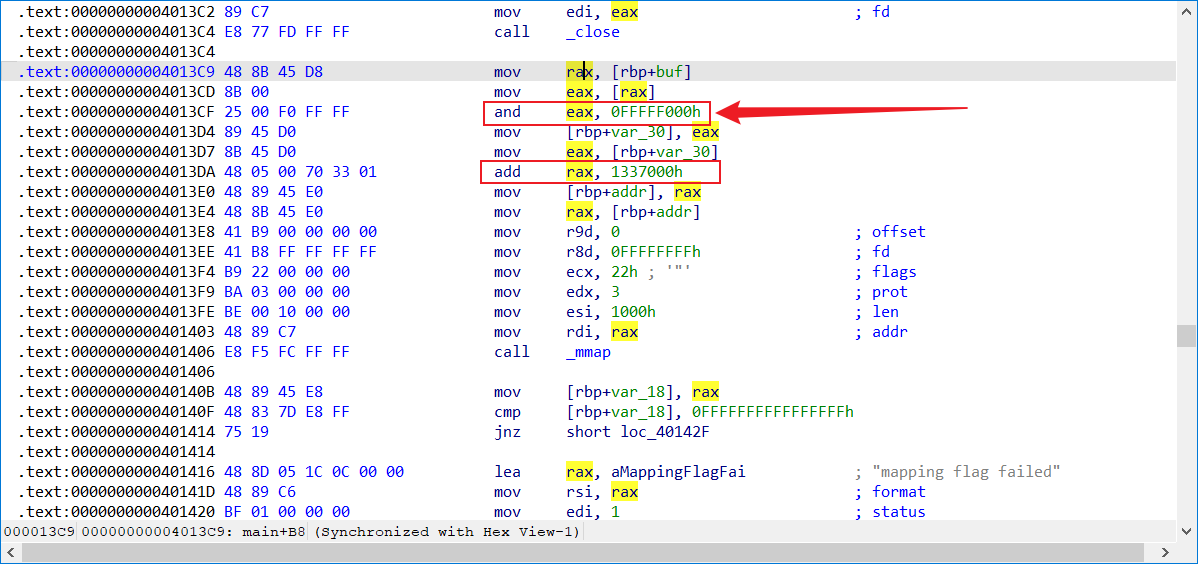 .text:00000000004013C2 89 C7 mov edi, eax ; fd
.text:00000000004013C4 E8 77 FD FF FF call _close
.text:00000000004013C4
.text:00000000004013C9 48 8B 45 D8 mov rax, [rbp+buf]
.text:00000000004013CD 8B 00 mov eax, [rax]
.text:00000000004013CF 25 00 F0 FF FF and eax, 0FFFFF000h
.text:00000000004013D4 89 45 D0 mov [rbp+var_30], eax
.text:00000000004013D7 8B 45 D0 mov eax, [rbp+var_30]
.text:00000000004013DA 48 05 00 70 33 01 add rax, 1337000h
.text:00000000004013E0 48 89 45 E0 mov [rbp+addr], rax
.text:00000000004013E4 48 8B 45 E0 mov rax, [rbp+addr]
.text:00000000004013E8 41 B9 00 00 00 00 mov r9d, 0 ; offset
.text:00000000004013EE 41 B8 FF FF FF FF mov r8d, 0FFFFFFFFh ; fd
.text:00000000004013F4 B9 22 00 00 00 mov ecx, 22h ; '"' ; flags
.text:00000000004013F9 BA 03 00 00 00 mov edx, 3 ; prot
.text:00000000004013FE BE 00 10 00 00 mov esi, 1000h ; len
.text:0000000000401403 48 89 C7 mov rdi, rax ; addr
.text:0000000000401406 E8 F5 FC FF FF call _mmap
.text:0000000000401406
.text:000000000040140B 48 89 45 E8 mov [rbp+var_18], rax
.text:000000000040140F 48 83 7D E8 FF cmp [rbp+var_18], 0FFFFFFFFFFFFFFFFh
.text:0000000000401414 75 19 jnz short loc_40142F
.text:0000000000401414
.text:0000000000401416 48 8D 05 1C 0C 00 00 lea rax, aMappingFlagFai ; "mapping flag failed"
.text:000000000040141D 48 89 C6 mov rsi, rax ; format
.text:0000000000401420 BF 01 00 00 00 mov edi, 1 ; status
000013C9 00000000004013C9: main+B8 (Synchronized with Hex View-1)